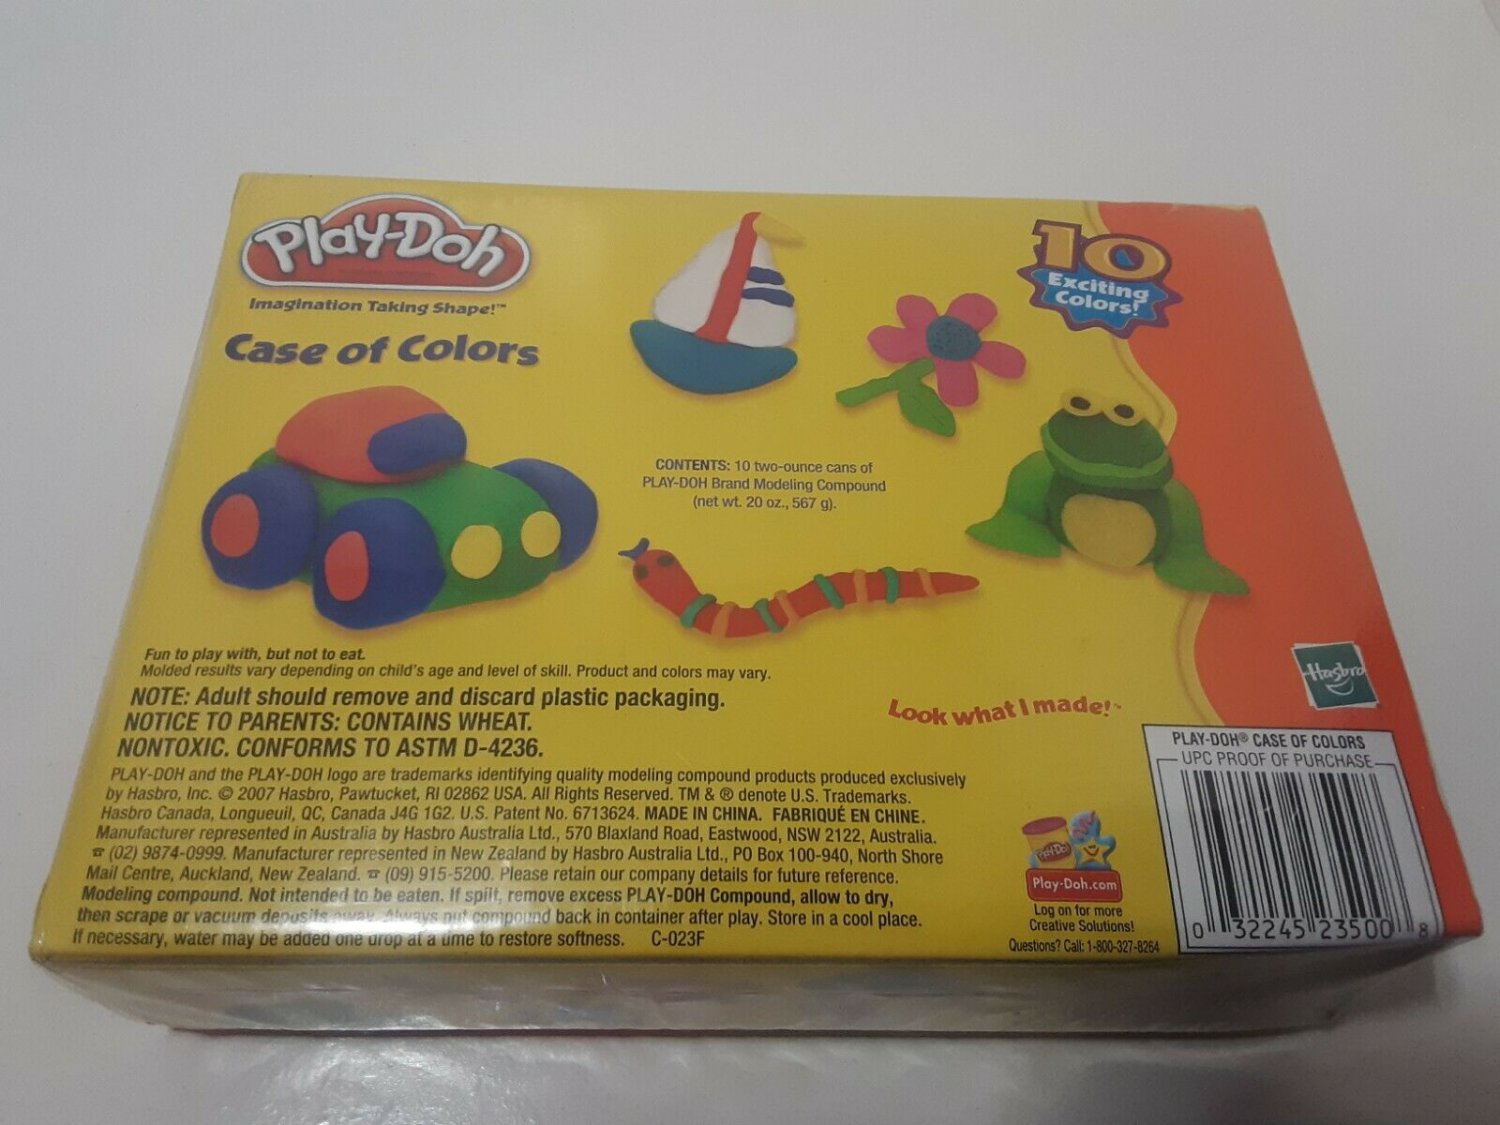 Play-Doh
Imagination Taking Shape!™
Case of Colors
10
Exciting
Colors!
CONTENTS: 10 two-ounce cans of
PLAY-DOH Brand Modeling Compound
(net wt. 20 oz., 567 g).
Fun to play with, but not to eat.
Molded results vary depending on child's age and level of skill. Product and colors may vary.
NOTE: Adult should remove and discard plastic packaging.
NOTICE TO PARENTS: CONTAINS WHEAT.
NONTOXIC. CONFORMS TO ASTM D-4236.
PLAY-DOH and the PLAY-DOH logo are trademarks identifying quality modeling compound products produced exclusively
by Hasbro, Inc. © 2007 Hasbro, Pawtucket, RI 02862 USA. All Rights Reserved. TM & ® denote U.S. Trademarks.
Hasbro Canada, Longueuil, QC, Canada J4G 1G2. U.S. Patent No. 6713624. MADE IN CHINA. FABRIQUÉ EN CHINE.
Manufacturer represented in Australia by Hasbro Australia Ltd., 570 Blaxland Road, Eastwood, NSW 2122, Australia.
☎ (02) 9874-0999. Manufacturer represented in New Zealand by Hasbro Australia Ltd., PO Box 100-940, North Shore
Mail Centre, Auckland, New Zealand. ☎ (09) 915-5200. Please retain our company details for future reference.
Modeling compound. Not intended to be eaten. If spilt, remove excess PLAY-DOH Compound, allow to dry,
then scrape or vacuum deposits away. Always put compound back in container after play. Store in a cool place.
If necessary, water may be added one drop at a time to restore softness. C-023F
Look what I made!™
Hasbro
PLAY-DOH® CASE OF COLORS
UPC PROOF OF PURCHASE
0 32245 23500 8
Play-Doh
Play-Doh.com
Log on for more
Creative Solutions!
Questions? Call: 1-800-327-8264